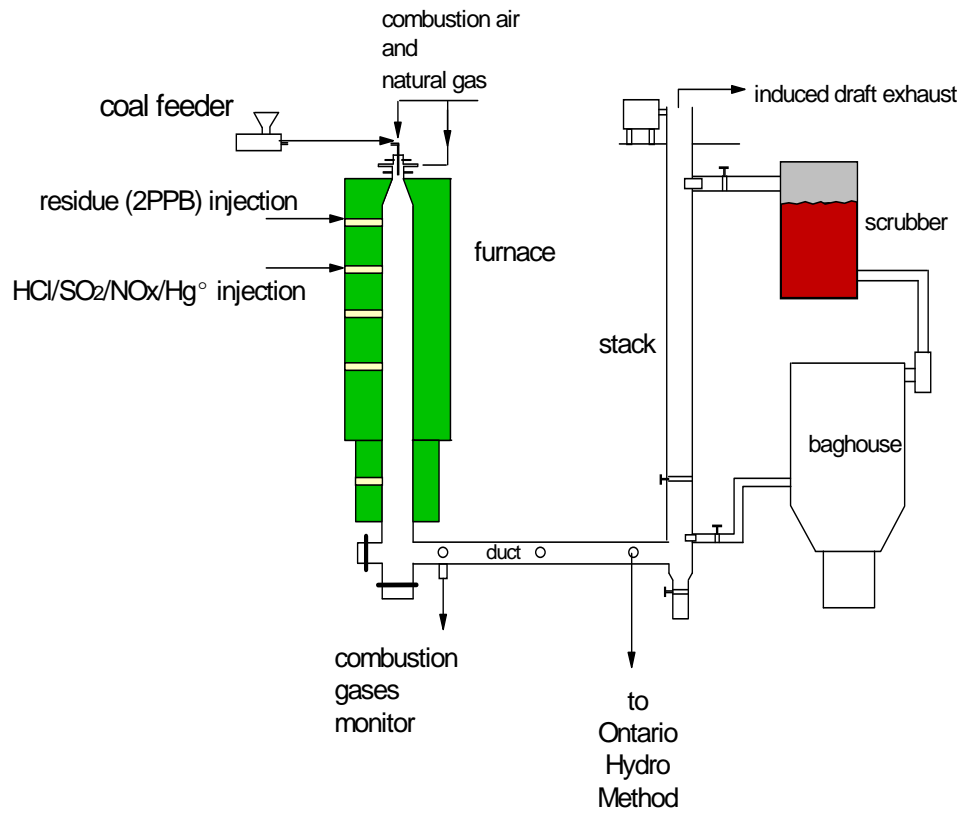 combustion air
and
natural gas
coal feeder
induced draft exhaust
residue (2PPB) injection
furnace
scrubber
HCl/SO2/NOx/Hg° injection
stack
baghouse
duct
combustion
gases
monitor
to
Ontario
Hydro
Method